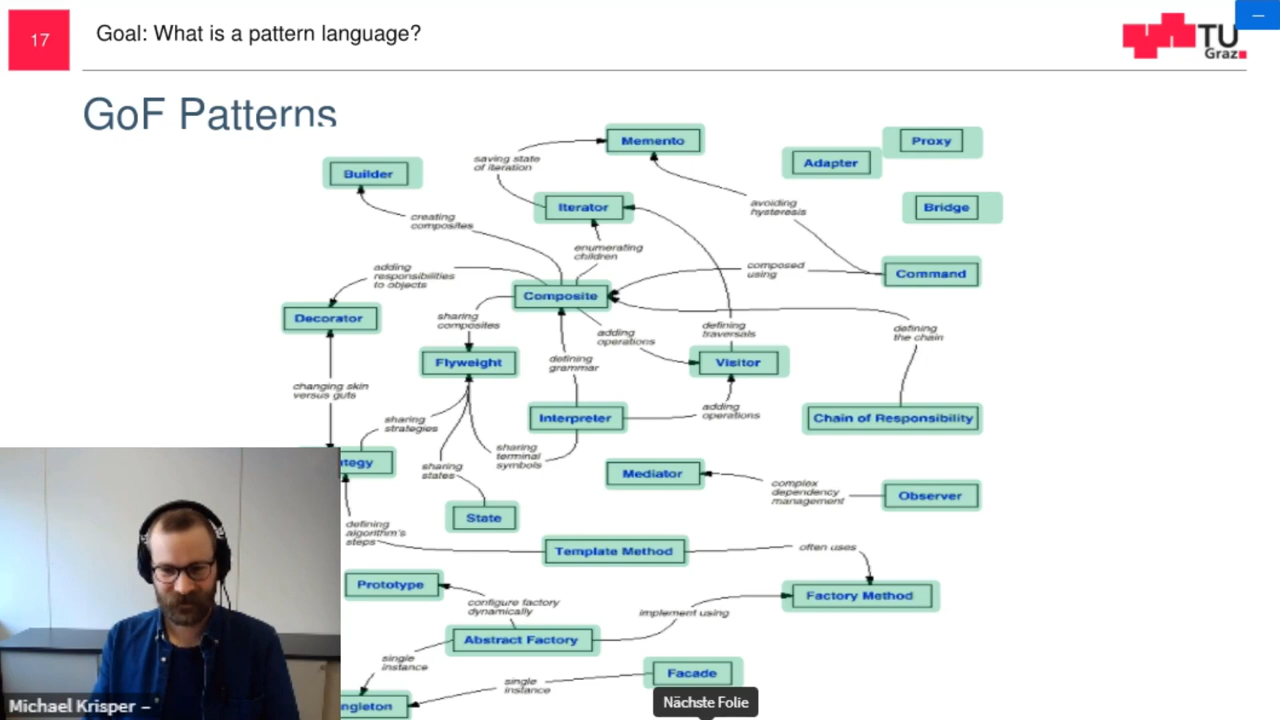 17
Goal: What is a pattern language?
TU
Graz
GoF Patterns
Memento
Proxy
Adapter
saving state
of iteration
Builder
Iterator
avoiding
hysteresis
Bridge
creating
composites
enumerating
children
adding
responsibilities
to objects
composed
using
Command
Composite
Decorator
sharing
composites
adding
operations
defining
traversals
defining
the chain
Flyweight
defining
grammar
Visitor
changing skin
versus guts
sharing
strategies
Interpreter
adding
operations
Chain of Responsibility
tegy
sharing
states
sharing
terminal
symbols
Mediator
complex
dependency
management
Observer
State
defining
algorithm's
steps
Template Method
often uses
Prototype
configure factory
dynamically
implement using
Factory Method
Abstract Factory
single
instance
Facade
single
instance
ngleton
Nächste Folie
Michael Krisper –